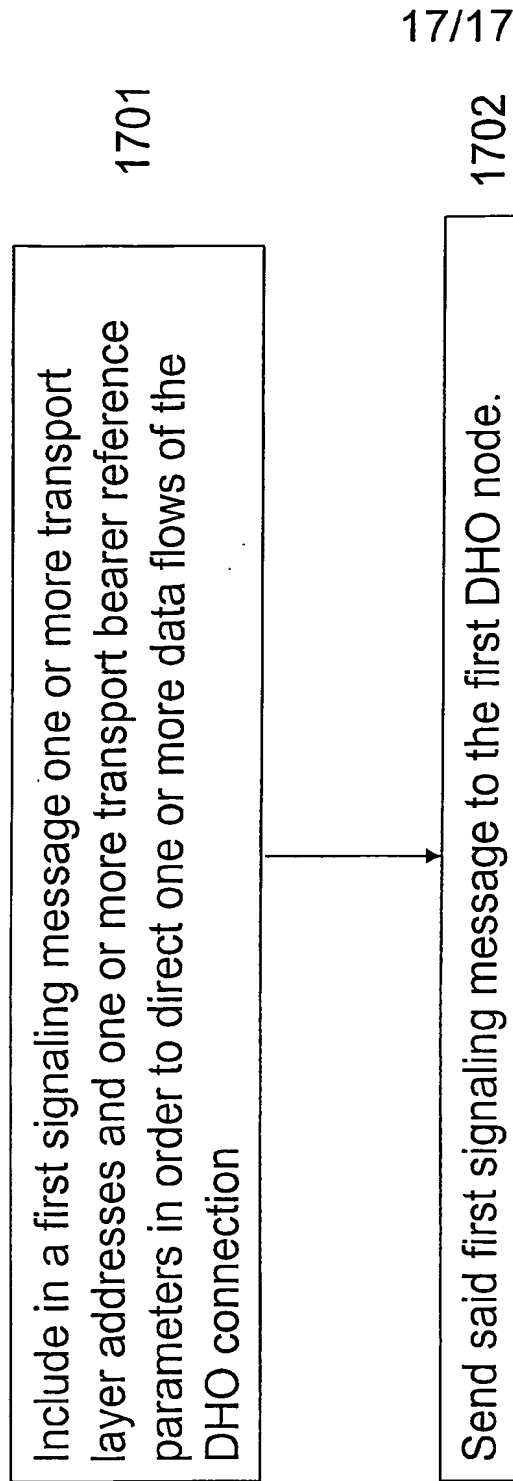 17/17
Include in a first signaling message one or more transport
layer addresses and one or more transport bearer reference
parameters in order to direct one or more data flows of the
DHO connection
1701
Send said first signaling message to the first DHO node.
1702